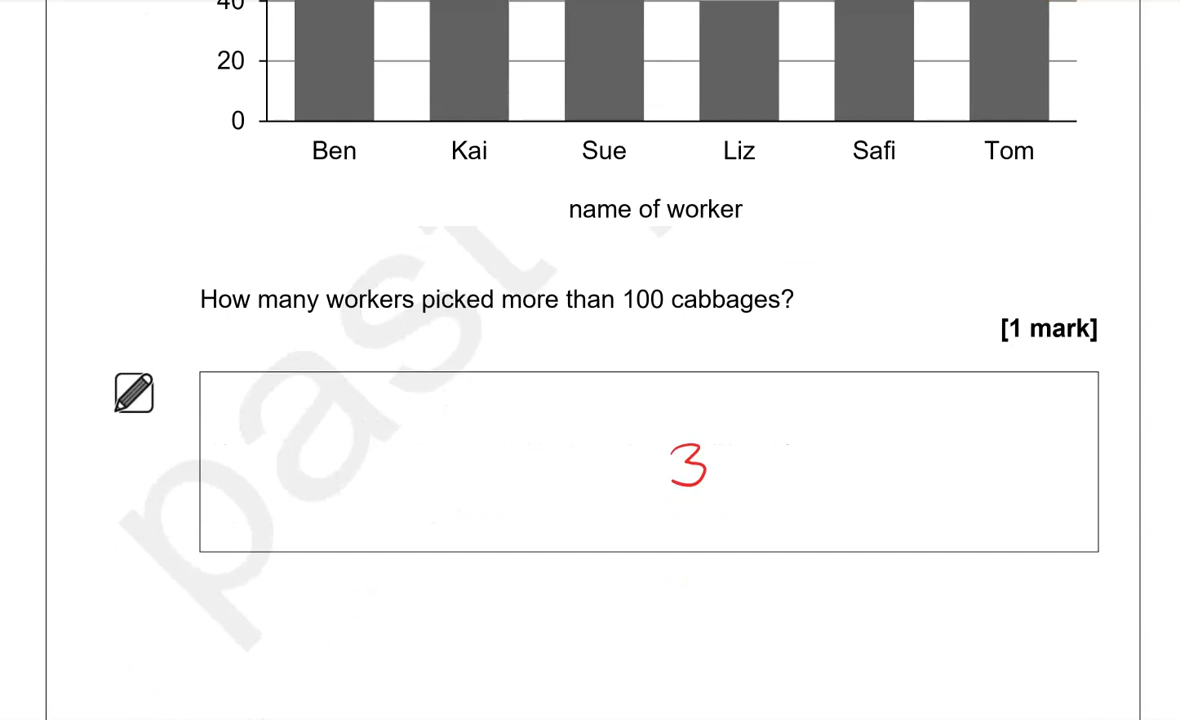 40
20
0
Ben Kai Sue Liz Safi Tom
name of worker
How many workers picked more than 100 cabbages?
[1 mark]
3
past